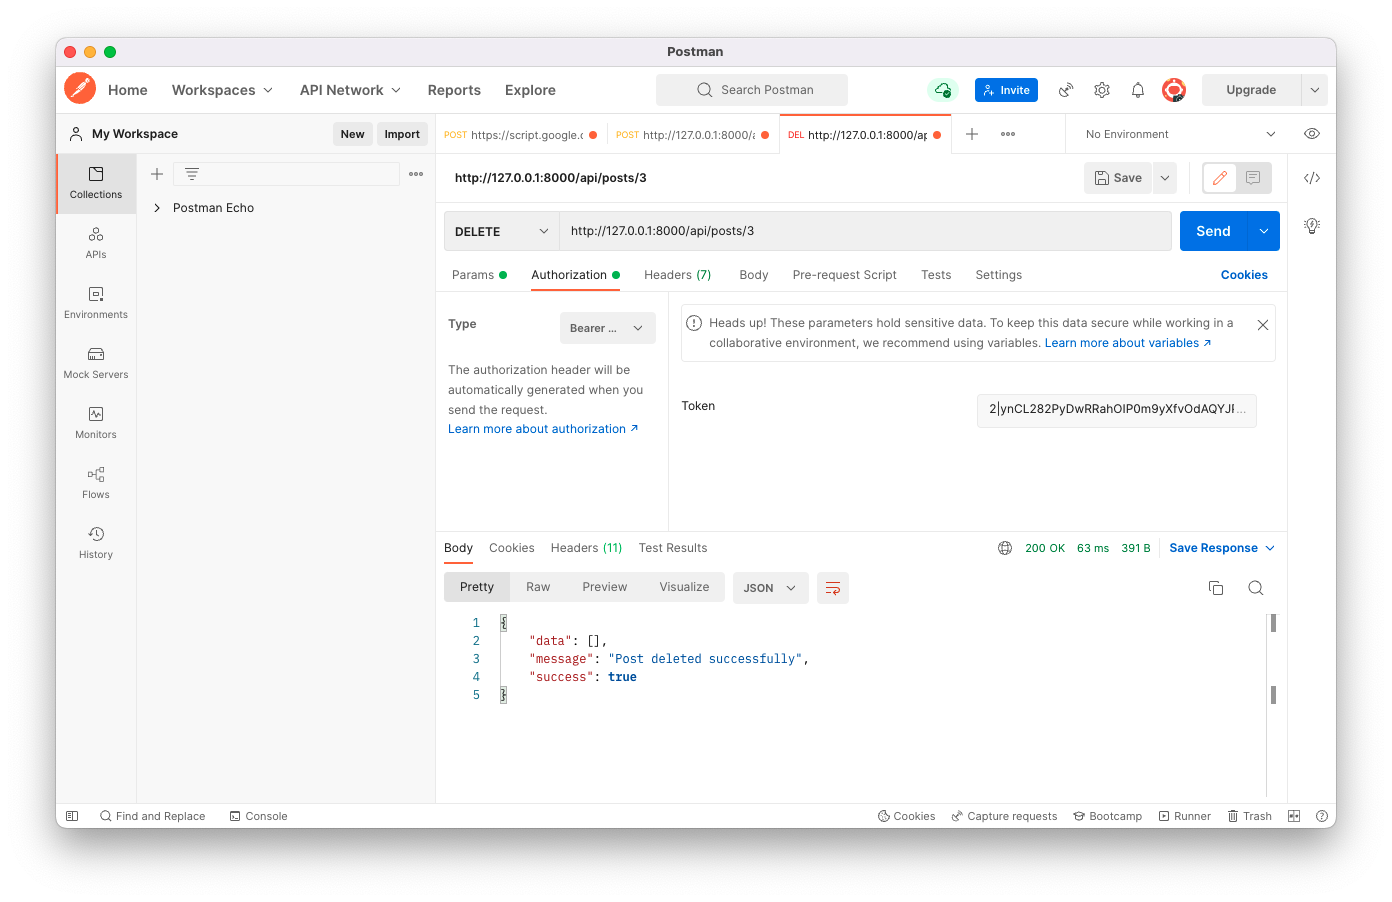 Postman
Home Workspaces API Network Reports Explore Search Postman Invite Upgrade
My Workspace New Import POST https://script.google.c POST http://127.0.0.1:8000/a DEL http://127.0.0.1:8000/ap No Environment
Collections
APIs
Environments
Mock Servers
Monitors
Flows
History
Postman Echo
http://127.0.0.1:8000/api/posts/3 Save
DELETE http://127.0.0.1:8000/api/posts/3 Send
Params Authorization Headers (7) Body Pre-request Script Tests Settings Cookies
Type Bearer ...
The authorization header will be
automatically generated when you
send the request.
Learn more about authorization ↗
Heads up! These parameters hold sensitive data. To keep this data secure while working in a
collaborative environment, we recommend using variables. Learn more about variables ↗
Token 2|ynCL282PyDwRRahOIP0m9yXfvOdAQYJF...
Body Cookies Headers (11) Test Results 200 OK 63 ms 391 B Save Response
Pretty Raw Preview Visualize JSON
1 {
2 "data": [],
3 "message": "Post deleted successfully",
4 "success": true
5 }
Find and Replace Console Cookies Capture requests Bootcamp Runner Trash